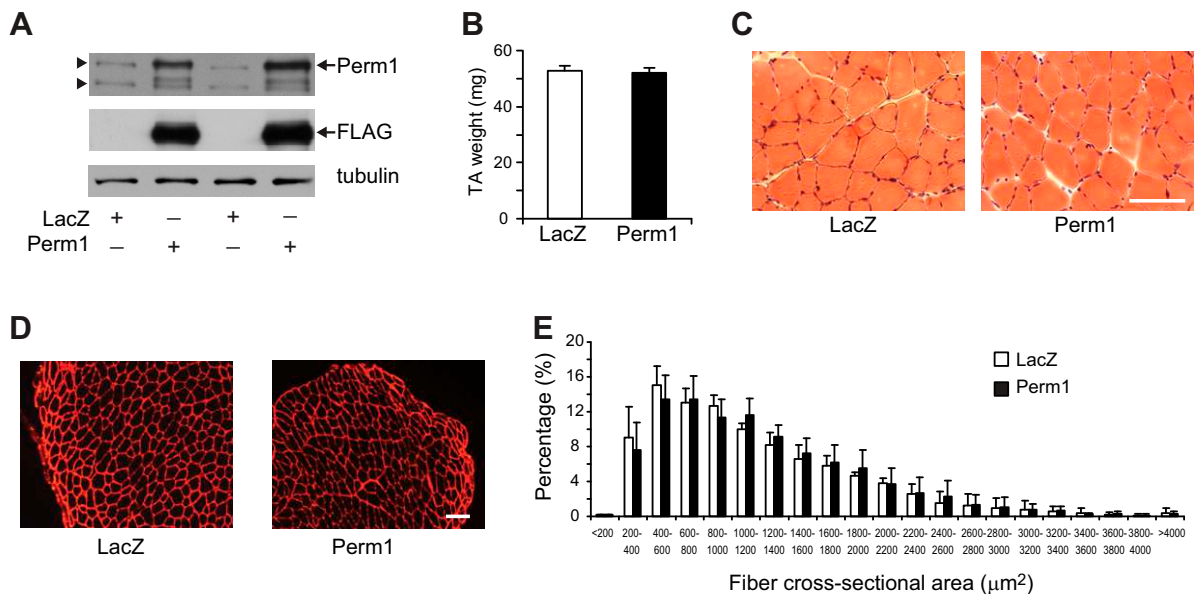 A
Perm1
FLAG
tubulin
LacZ + – + –
Perm1 – + – +
B
TA weight (mg)
80
60
40
20
0
LacZ Perm1
C
LacZ Perm1
D
LacZ Perm1
E
Percentage (%)
20
16
12
8
4
0
LacZ
Perm1
<200 200- 400- 600- 800- 1000- 1200- 1400- 1600- 1800- 2000- 2200- 2400- 2600- 2800- 3000- 3200- 3400- 3600- 3800- >4000
400 600 800 1000 1200 1400 1600 1800 2000 2200 2400 2600 2800 3000 3200 3400 3600 3800 4000
Fiber cross-sectional area (μm²)